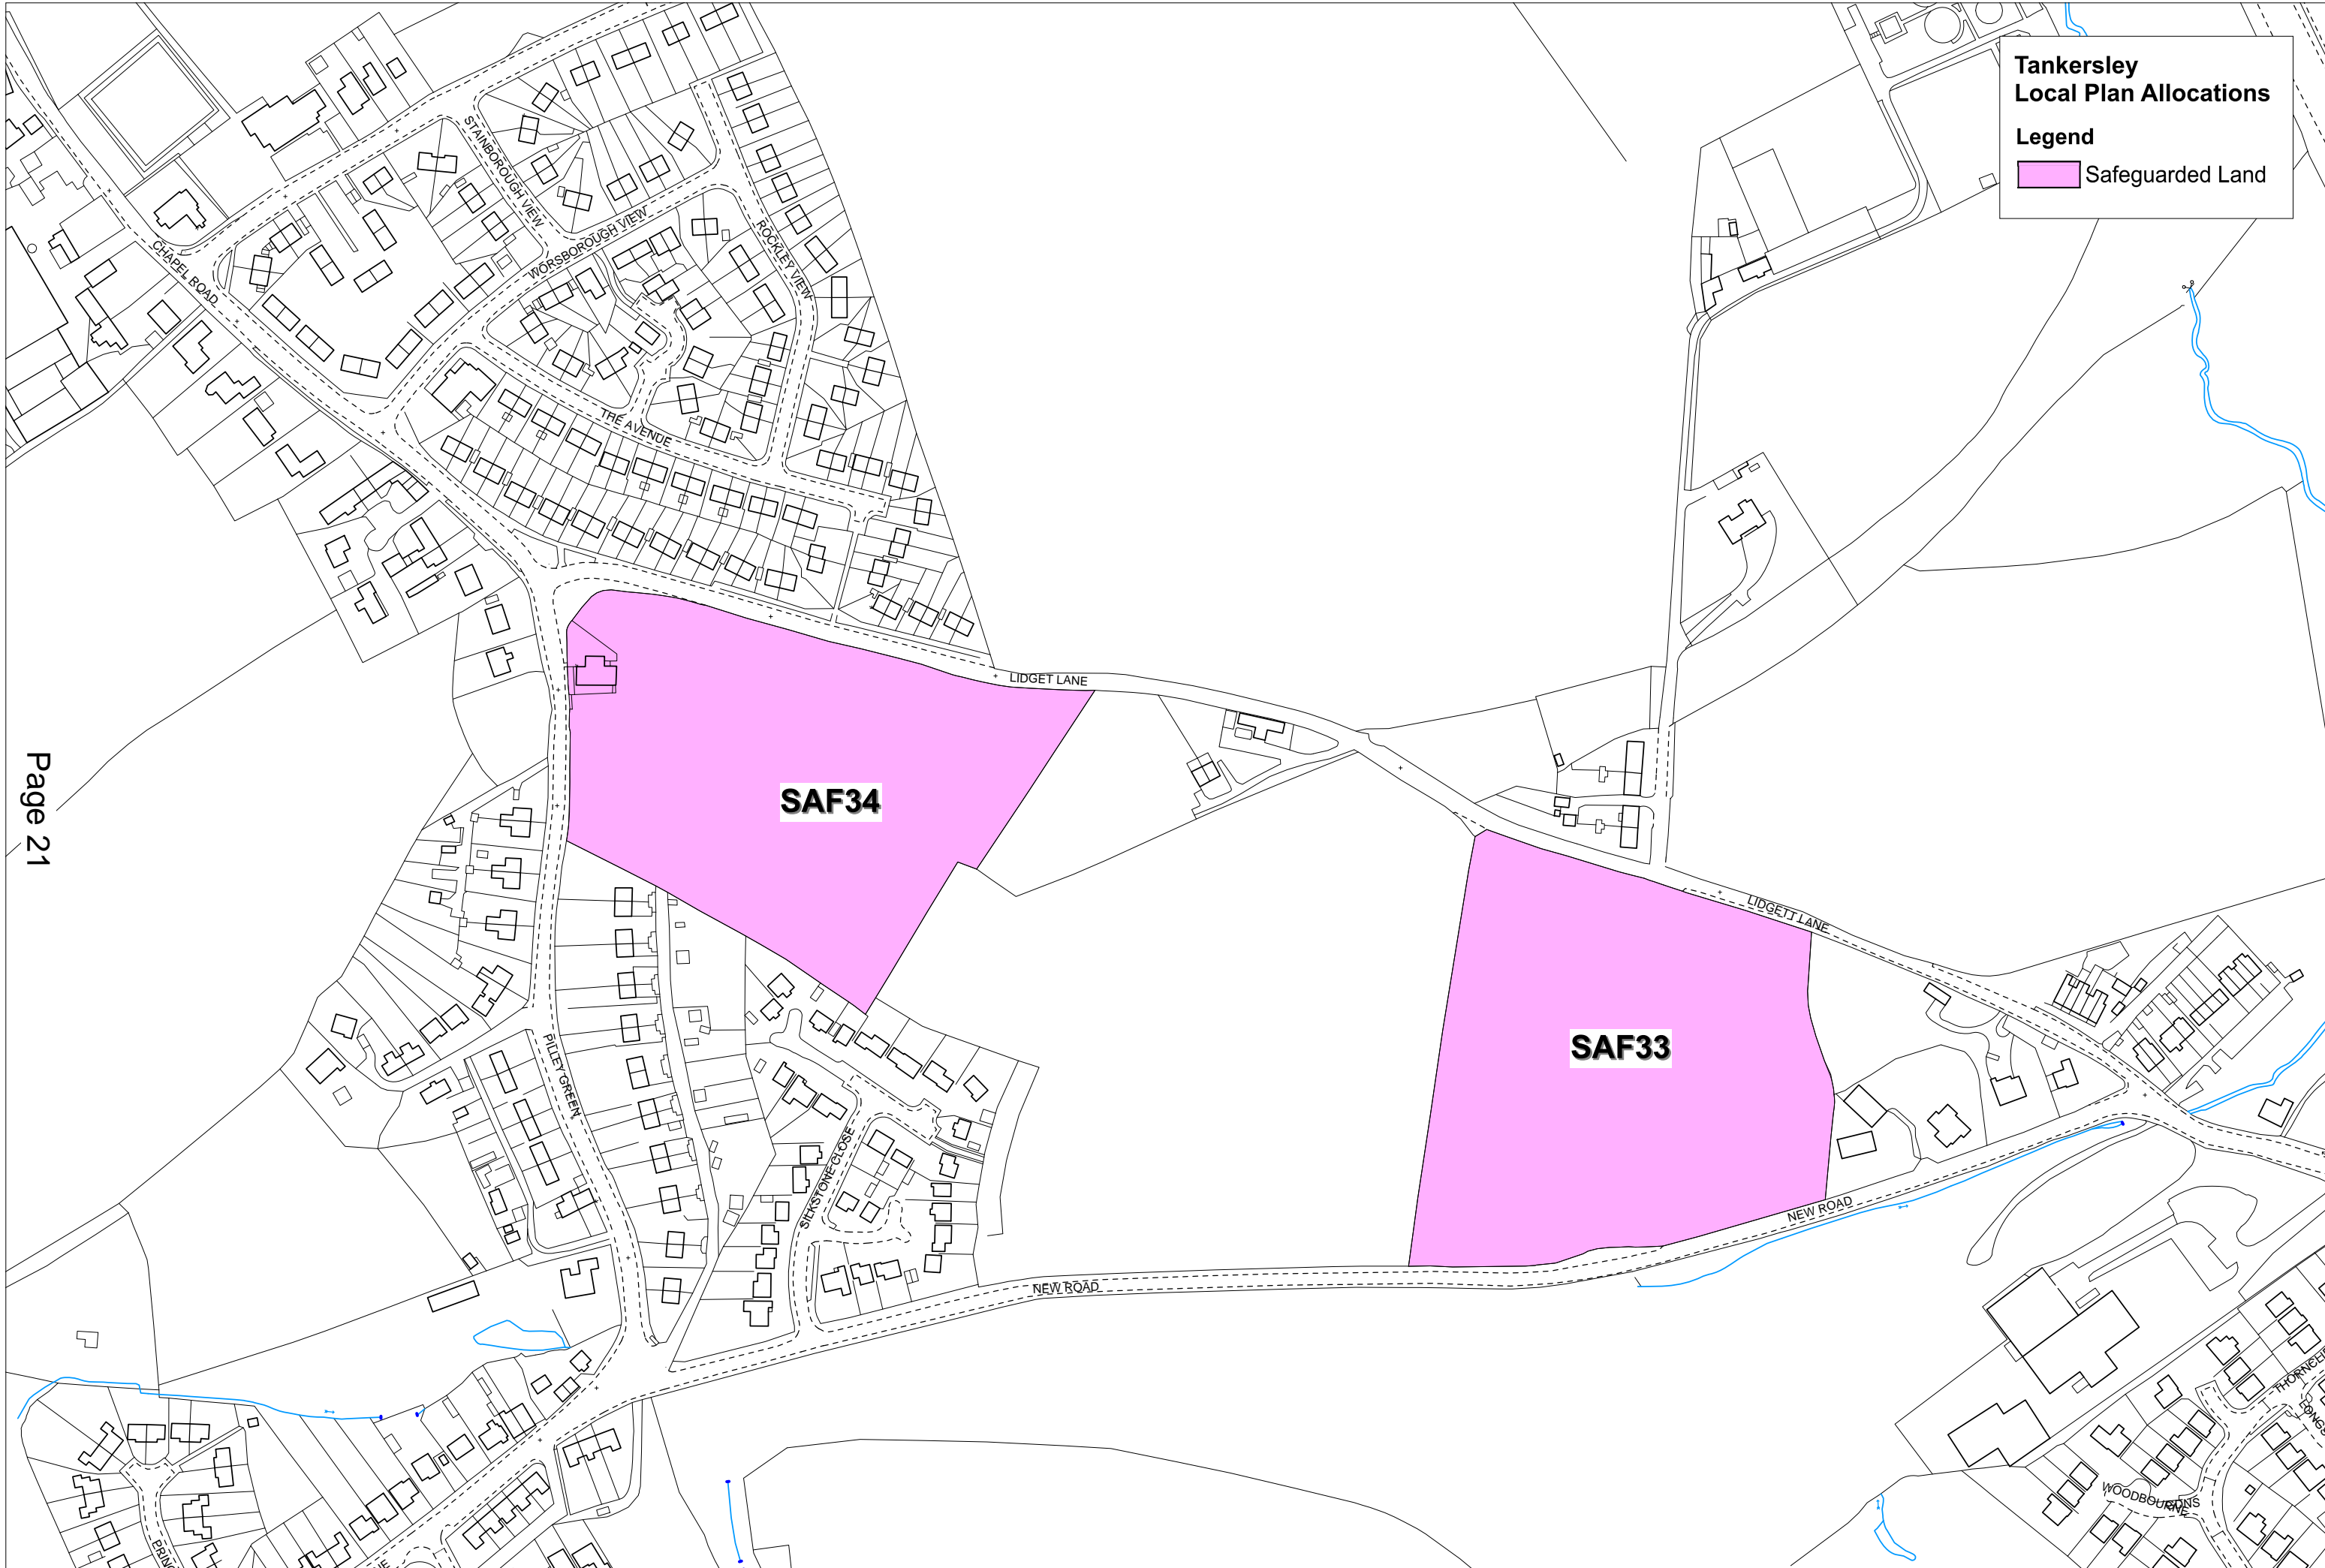 Tankersley
Local Plan Allocations
Legend
Safeguarded Land
STAINBOROUGH VIEW
WORSBOROUGH VIEW
ROCKLEY VIEW
CHAPEL ROAD
THE AVENUE
LIDGET LANE
SAF34
Page 21
LIDGETT LANE
SAF33
PILLEY GREEN
SILKSTONE CLOSE
NEW ROAD
NEW ROAD